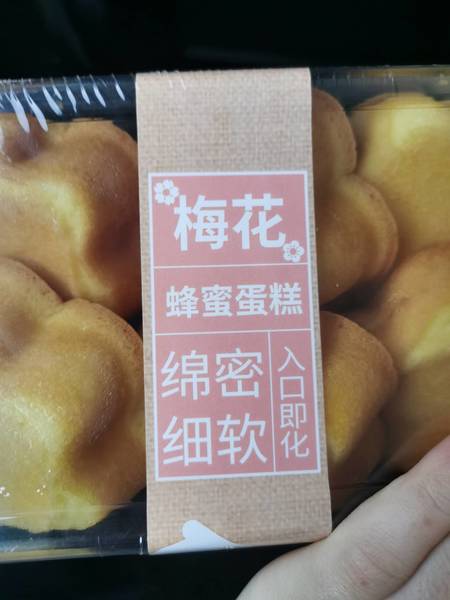 梅花
蜂蜜蛋糕
绵密
细软
入口即化